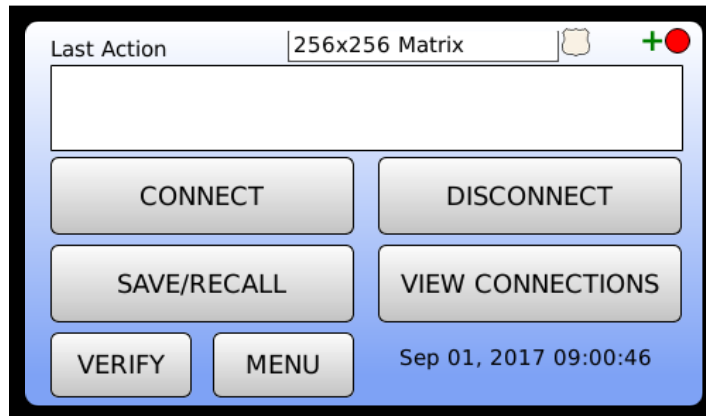 Last Action 256x256 Matrix +
CONNECT DISCONNECT
SAVE/RECALL VIEW CONNECTIONS
VERIFY MENU Sep 01, 2017 09:00:46